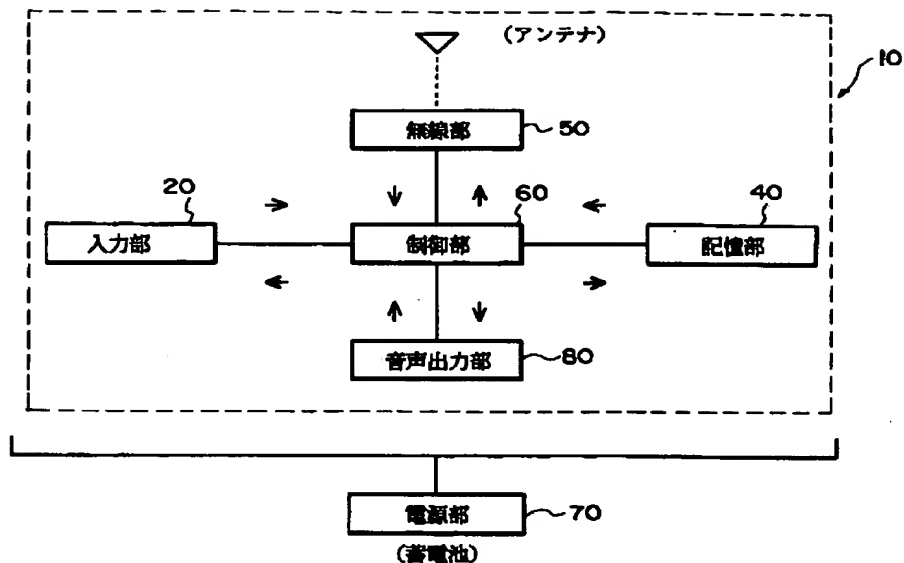 (アンテナ)
10
無線部
50
20
60
40
入力部
制御部
記憶部
音声出力部
80
電源部
70
(蓄電池)